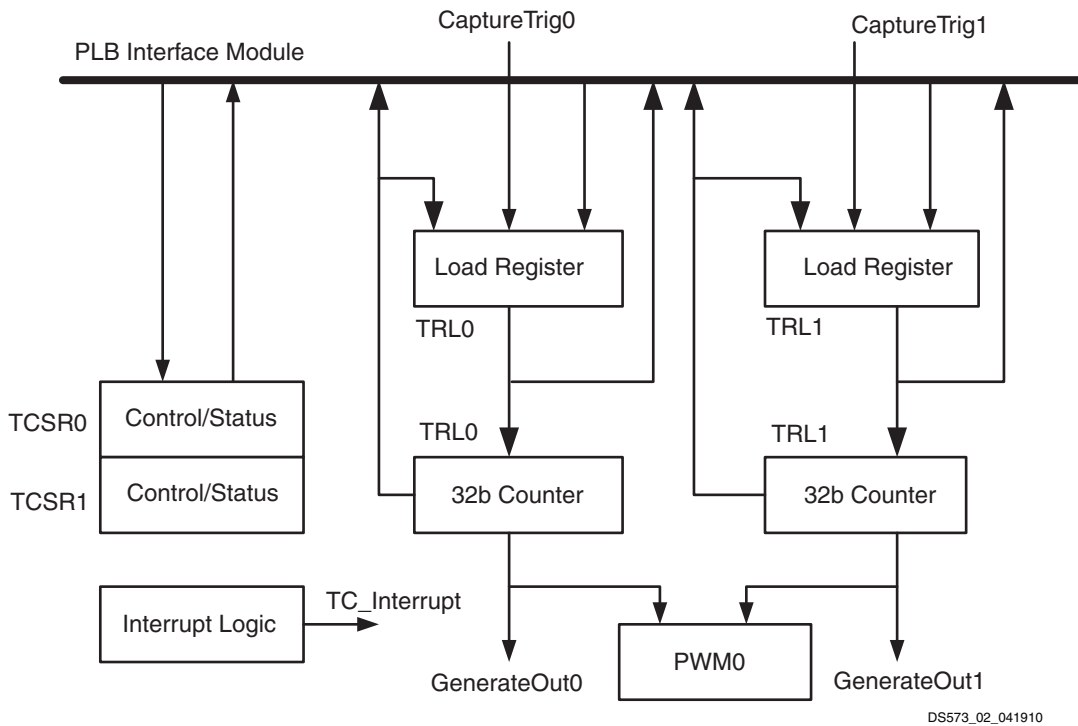 CaptureTrig0
CaptureTrig1
PLB Interface Module
Load Register
Load Register
TRL0
TRL1
TCSR0
Control/Status
TRL0
TRL1
TCSR1
Control/Status
32b Counter
32b Counter
TC_Interrupt
Interrupt Logic
PWM0
GenerateOut0
GenerateOut1
DS573_02_041910